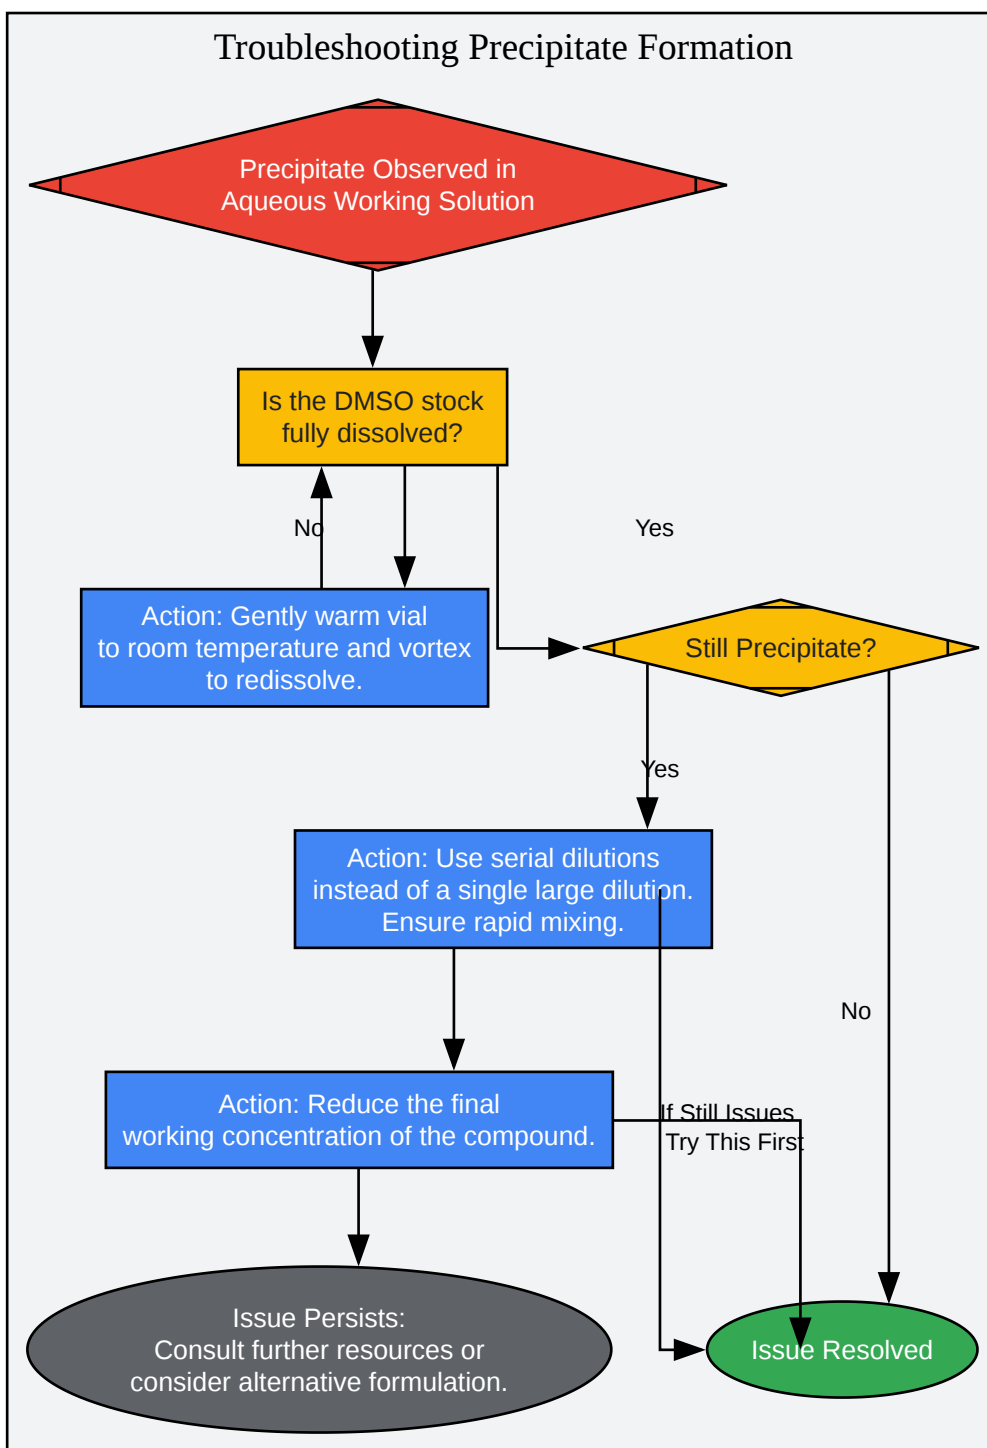 Troubleshooting Precipitate Formation
Precipitate Observed in
Aqueous Working Solution
Is the DMSO stock
fully dissolved?
No
Yes
Action: Gently warm vial
to room temperature and vortex
to redissolve.
Still Precipitate?
Yes
Action: Use serial dilutions
instead of a single large dilution.
Ensure rapid mixing.
No
Action: Reduce the final
working concentration of the compound.
If Still Issues
Try This First
Issue Persists:
Consult further resources or
consider alternative formulation.
Issue Resolved